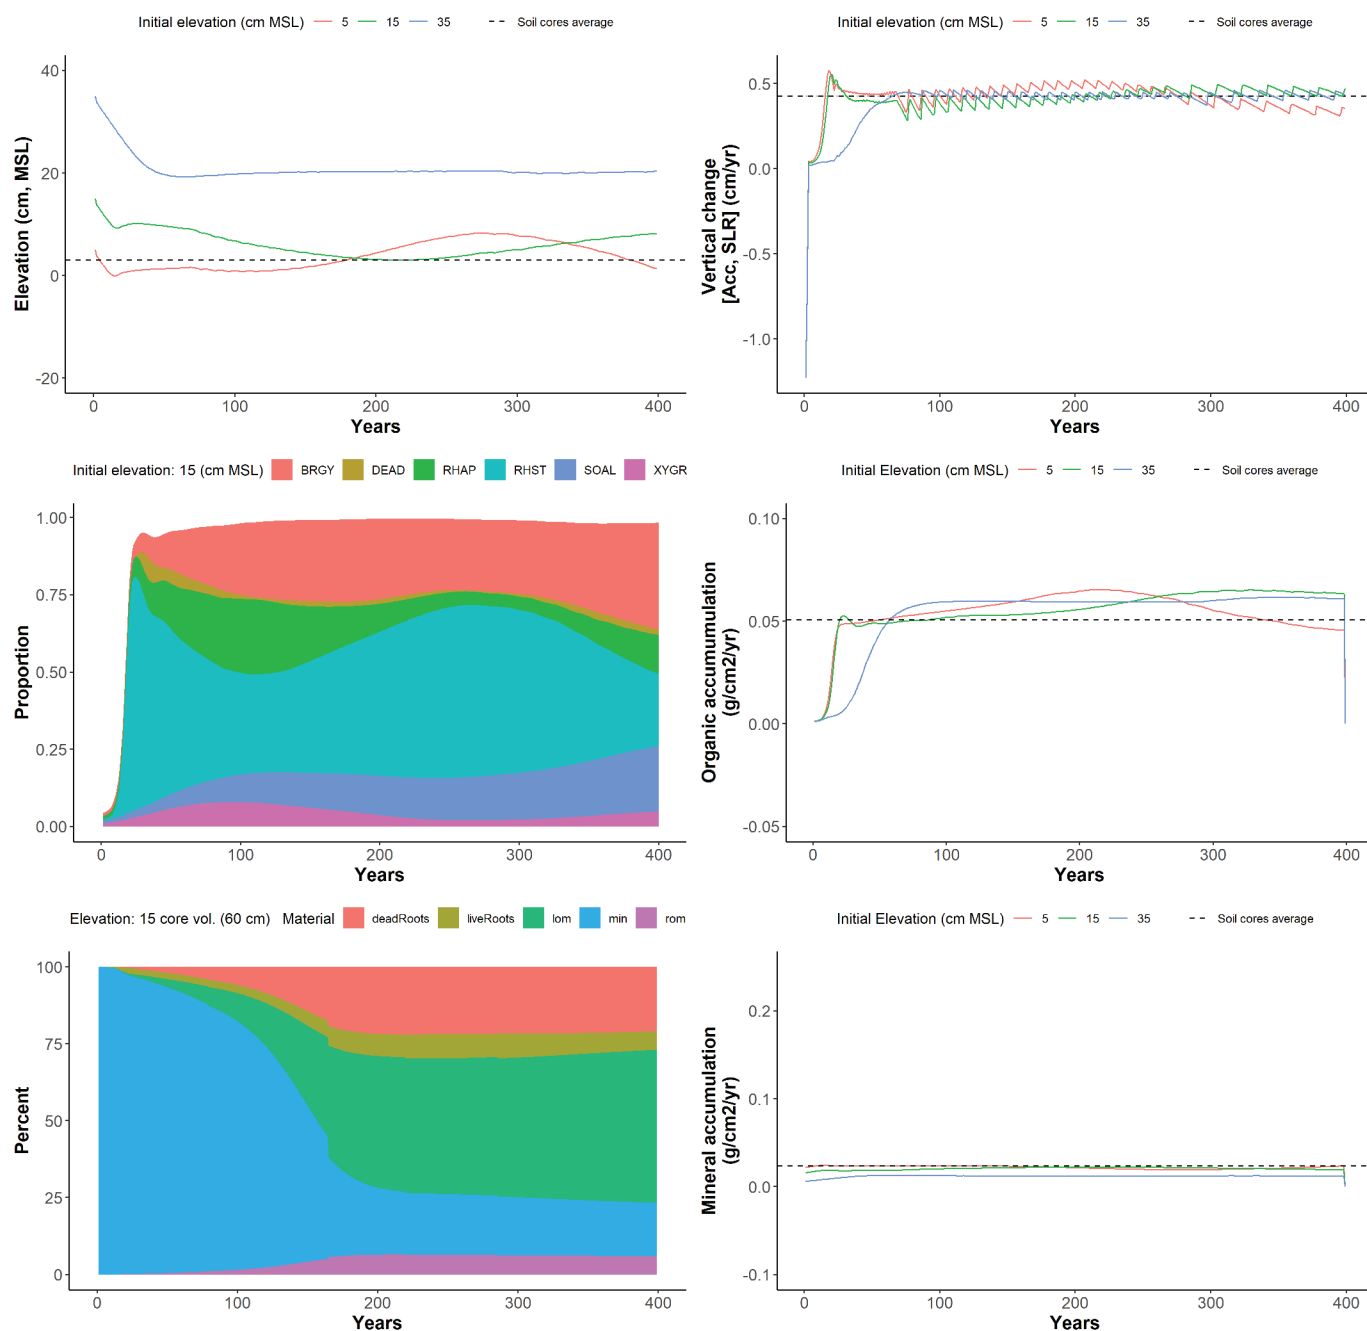 Initial elevation (cm MSL) 5 15 35 Soil cores average
40
20
0
-20
Elevation (cm, MSL)
0 100 200 300 400
Years
Initial elevation (cm MSL) 5 15 35 Soil cores average
0.5
0.0
-0.5
-1.0
Vertical change
[Acc, SLR] (cm/yr)
0 100 200 300 400
Years
Initial elevation: 15 (cm MSL) BRGY DEAD RHAP RHST SOAL XYGR
1.00
0.75
0.50
0.25
0.00
Proportion
0 100 200 300 400
Years
Initial Elevation (cm MSL) 5 15 35 Soil cores average
0.10
0.05
0.00
-0.05
Organic accumulation
(g/cm2/yr)
0 100 200 300 400
Years
Elevation: 15 core vol. (60 cm) Material deadRoots liveRoots lom min rom
100
75
50
25
0
Percent
0 100 200 300 400
Years
Initial Elevation (cm MSL) 5 15 35 Soil cores average
0.2
0.1
0.0
-0.1
Mineral accumulation
(g/cm2/yr)
0 100 200 300 400
Years